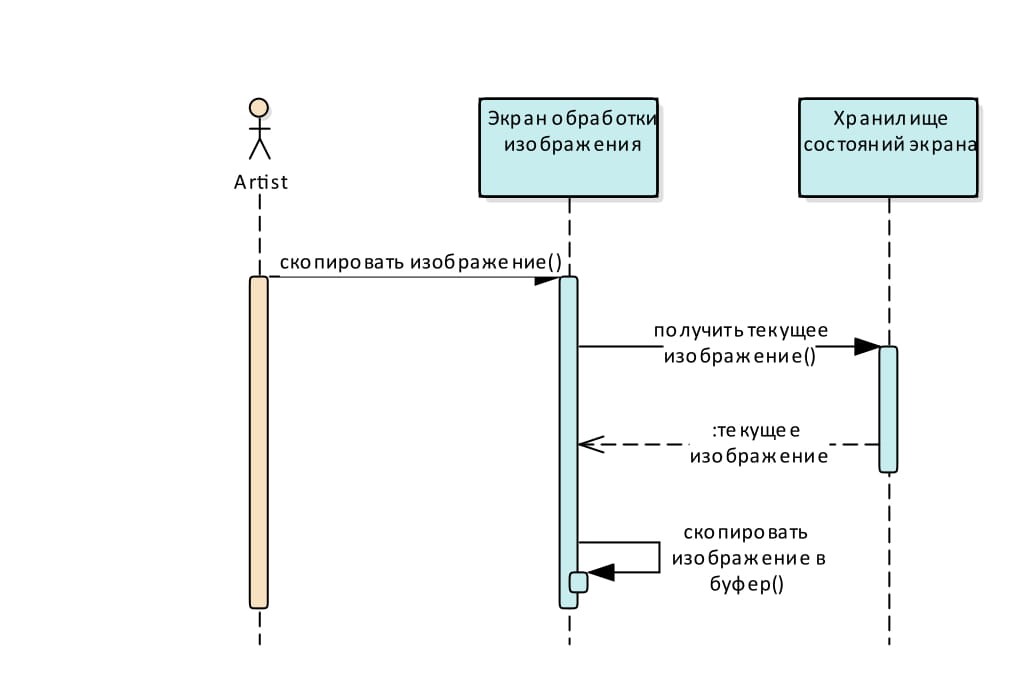 Экран обработки
изображения
Хранилище
состояний экрана
Artist
скопировать изображение()
получить текущее
изображение()
:текущее
изображение
скопировать
изображение в
буфер()